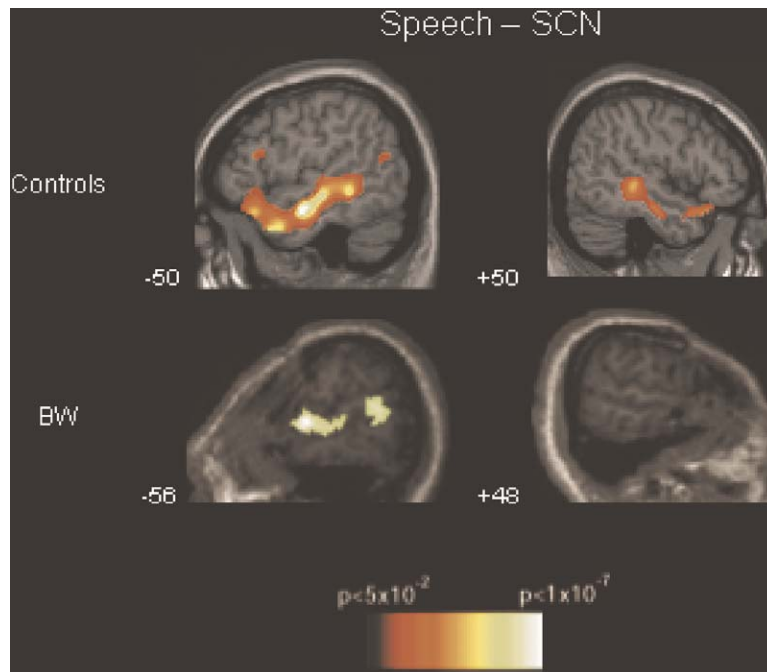 Speech – SCN
Controls
-50
+50
BW
-56
+48
p<5x10⁻²
p<1x10⁻⁷